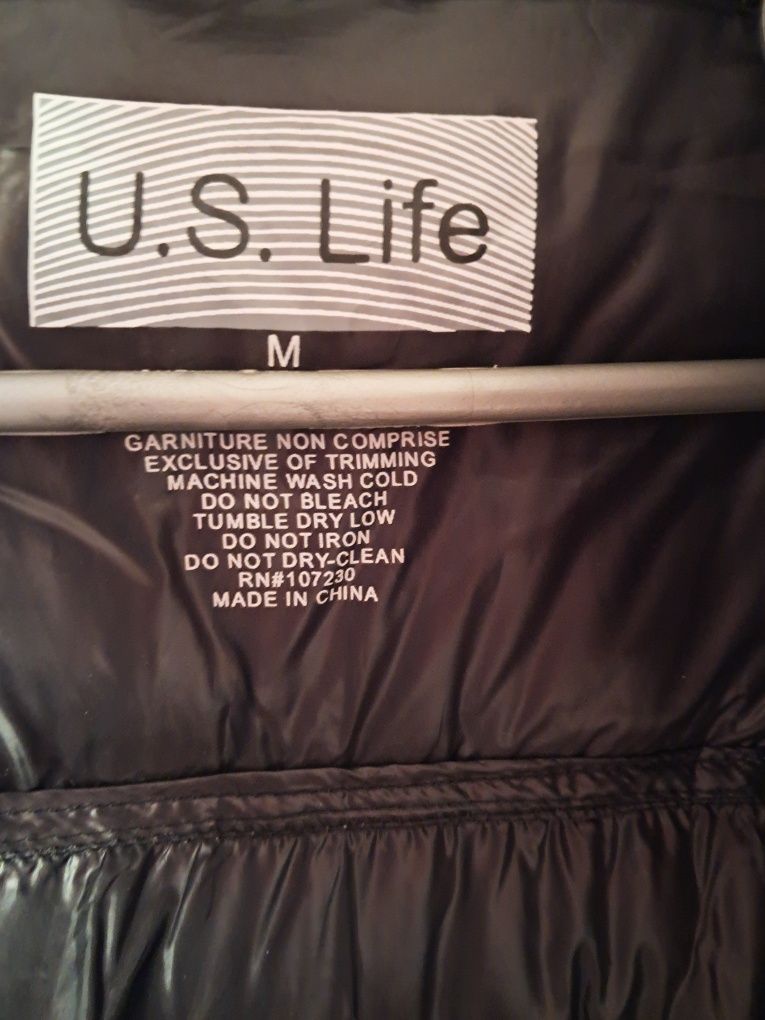 U.S. Life
M
GARNITURE NON COMPRISE
EXCLUSIVE OF TRIMMING
MACHINE WASH COLD
DO NOT BLEACH
TUMBLE DRY LOW
DO NOT IRON
DO NOT DRY-CLEAN
RN#107230
MADE IN CHINA